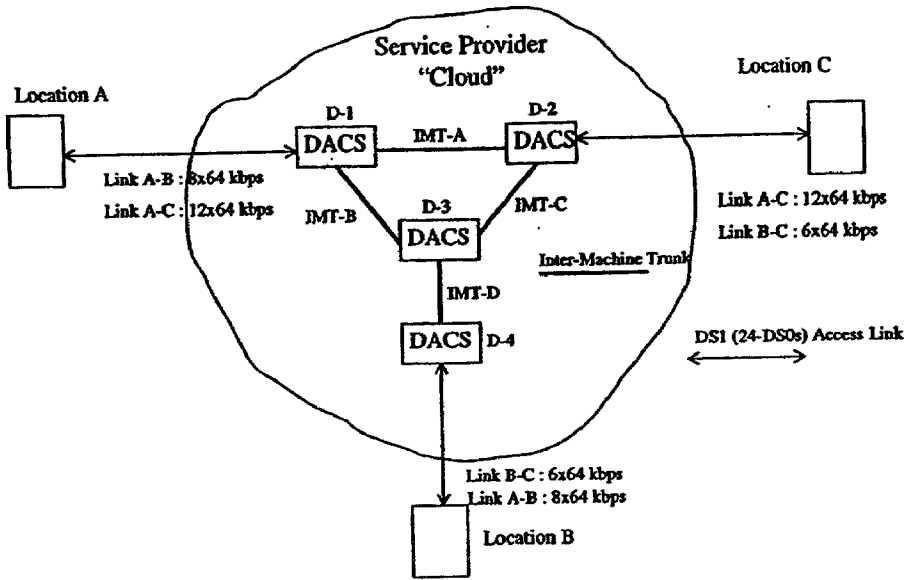 Service Provider
"Cloud"
Location A
Location C
D-1
D-2
DACS
IMT-A
DACS
Link A-B : 8x64 kbps
Link A-C : 12x64 kbps
Link A-C : 12x64 kbps
Link B-C : 6x64 kbps
IMT-B
D-3
IMT-C
DACS
Inter-Machine Trunk
IMT-D
DACS
D-4
DS1 (24-DS0s) Access Link
Link B-C : 6x64 kbps
Link A-B : 8x64 kbps
Location B